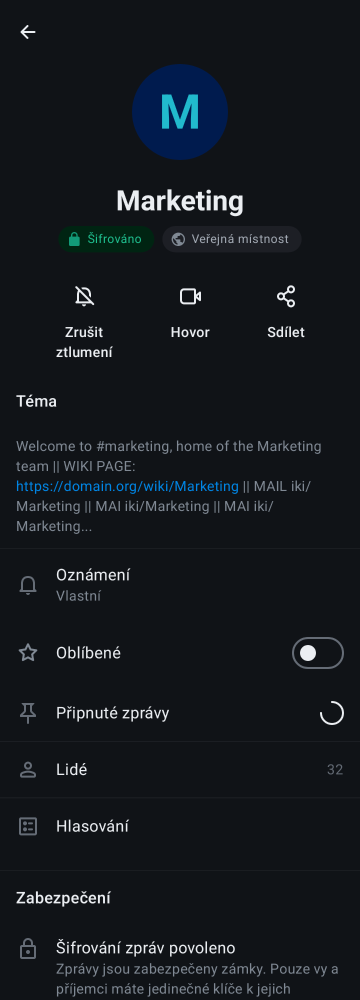 M
Marketing
Šifrováno
Veřejná místnost
Zrušit
ztlumení
Hovor
Sdílet
Téma
Welcome to #marketing, home of the Marketing
team || WIKI PAGE:
https://domain.org/wiki/Marketing || MAIL iki/
Marketing || MAI iki/Marketing || MAI iki/
Marketing...
Oznámení
Vlastní
Oblíbené
Připnuté zprávy
Lidé
32
Hlasování
Zabezpečení
Šifrování zpráv povoleno
Zprávy jsou zabezpečeny zámky. Pouze vy a
příjemci máte jedinečné klíče k jejich